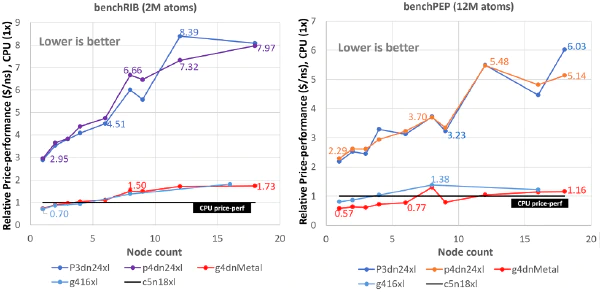 benchRIB (2M atoms)
Relative Price-performance ($/ns) , CPU (1x)
Lower is better
9
8
7
6
5
4
3
2
1
0
8.39
7.97
7.32
6.66
4.51
2.95
1.50
1.73
0.70
CPU price-perf
0
5
10
15
20
Node count
P3dn24xl
p4dn24xl
g4dnMetal
g416xl
c5n18xl
benchPEP (12M atoms)
Relative Price-performance ($/ns) , CPU (1x)
Lower is better
7
6
5
4
3
2
1
0
6.03
5.48
5.14
3.70
3.23
2.29
1.38
1.16
0.77
0.57
CPU price-perf
0
5
10
15
20
Node count
P3dn24xl
p4dn24xl
g4dnMetal
g416xl
c5n18xl